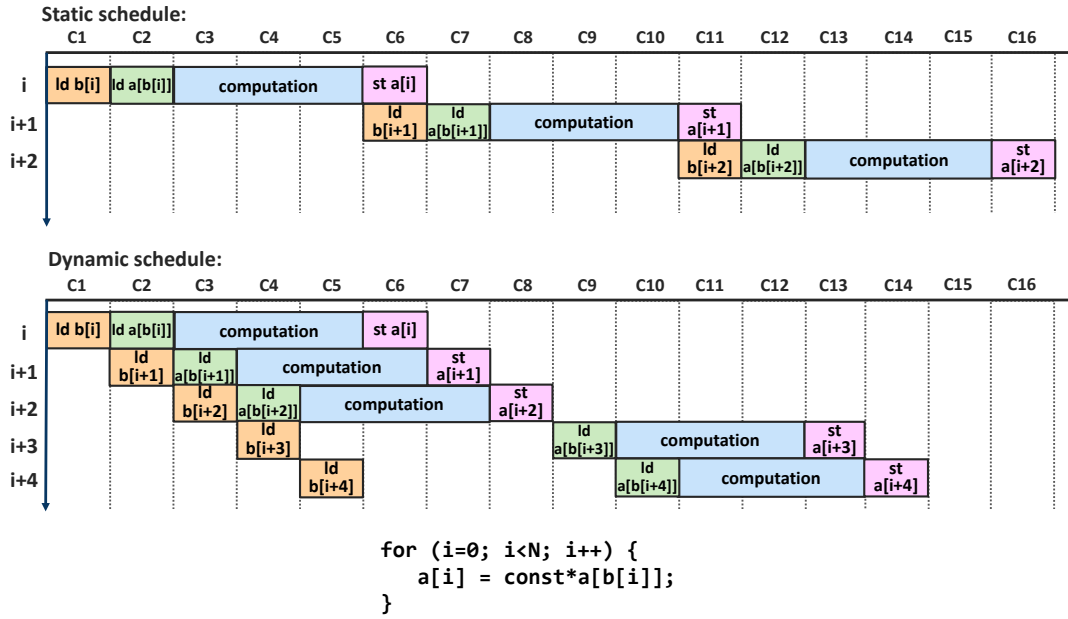 Static schedule:
C1 C2 C3 C4 C5 C6 C7 C8 C9 C10 C11 C12 C13 C14 C15 C16
i
ld b[i]
ld a[b[i]]
computation
st a[i]
i+1
ld
b[i+1]
ld
a[b[i+1]]
computation
st
a[i+1]
i+2
ld
b[i+2]
ld
a[b[i+2]]
computation
st
a[i+2]
Dynamic schedule:
C1 C2 C3 C4 C5 C6 C7 C8 C9 C10 C11 C12 C13 C14 C15 C16
i
ld b[i]
ld a[b[i]]
computation
st a[i]
i+1
ld
b[i+1]
ld
a[b[i+1]]
computation
st
a[i+1]
i+2
ld
b[i+2]
ld
a[b[i+2]]
computation
st
a[i+2]
i+3
ld
b[i+3]
ld
a[b[i+3]]
computation
st
a[i+3]
i+4
ld
b[i+4]
ld
a[b[i+4]]
computation
st
a[i+4]
for (i=0; i<N; i++) {
a[i] = const*a[b[i]];
}